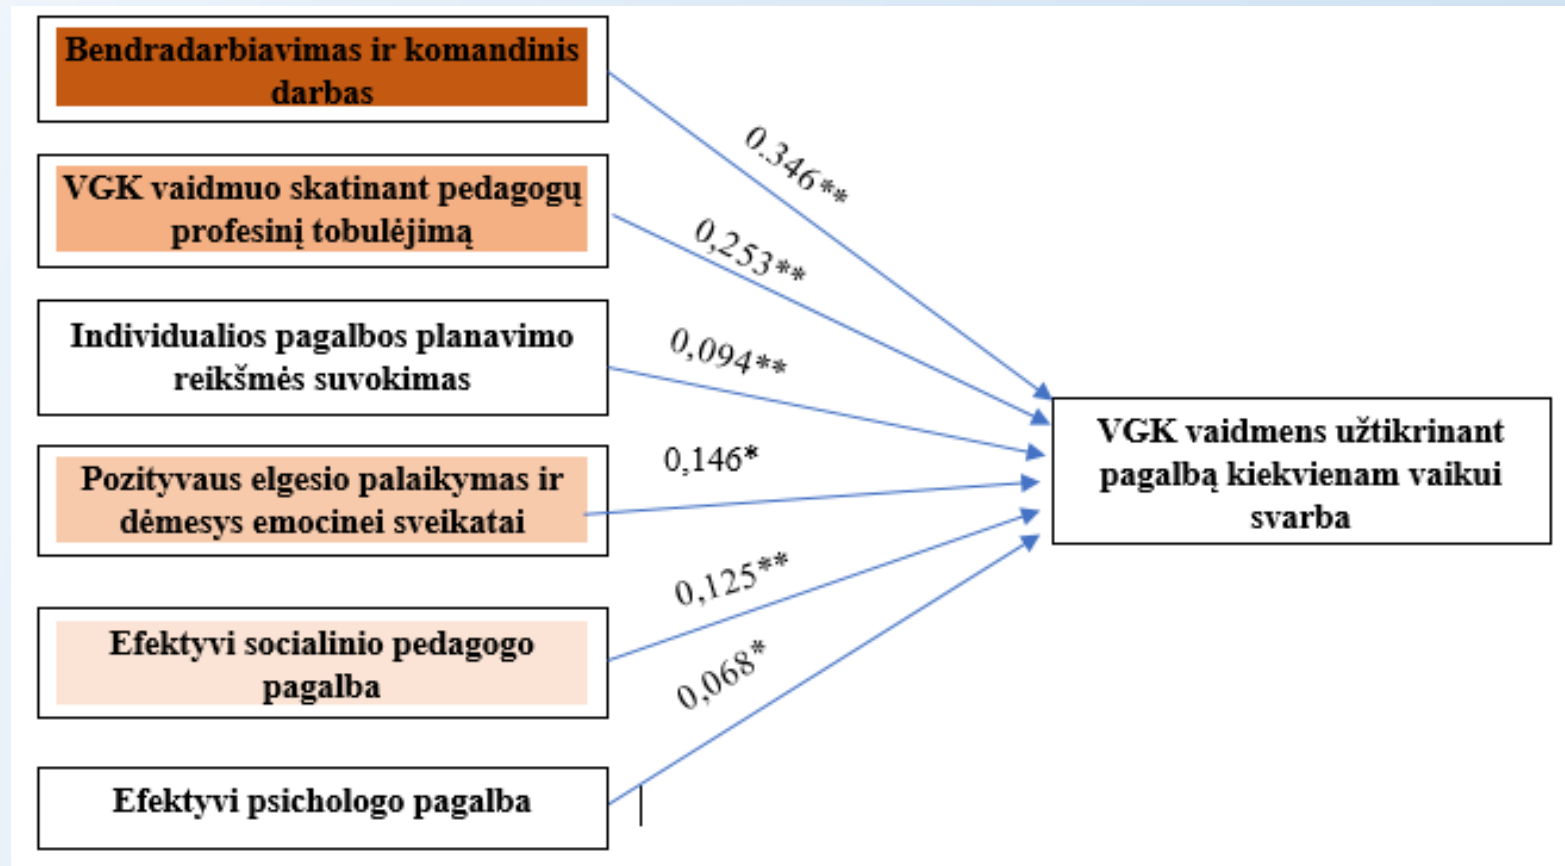 Bendradarbiavimas ir komandinis
darbas
0.346**
VGK vaidmuo skatinant pedagogų
profesinį tobulėjimą
0,253**
Individualios pagalbos planavimo
reikšmės suvokimas
0,094**
Pozityvaus elgesio palaikymas ir
dėmesys emocinei sveikatai
0,146*
Efektyvi socialinio pedagogo
pagalba
0,125**
Efektyvi psichologo pagalba
0,068*
VGK vaidmens užtikrinant
pagalbą kiekvienam vaikui
svarba